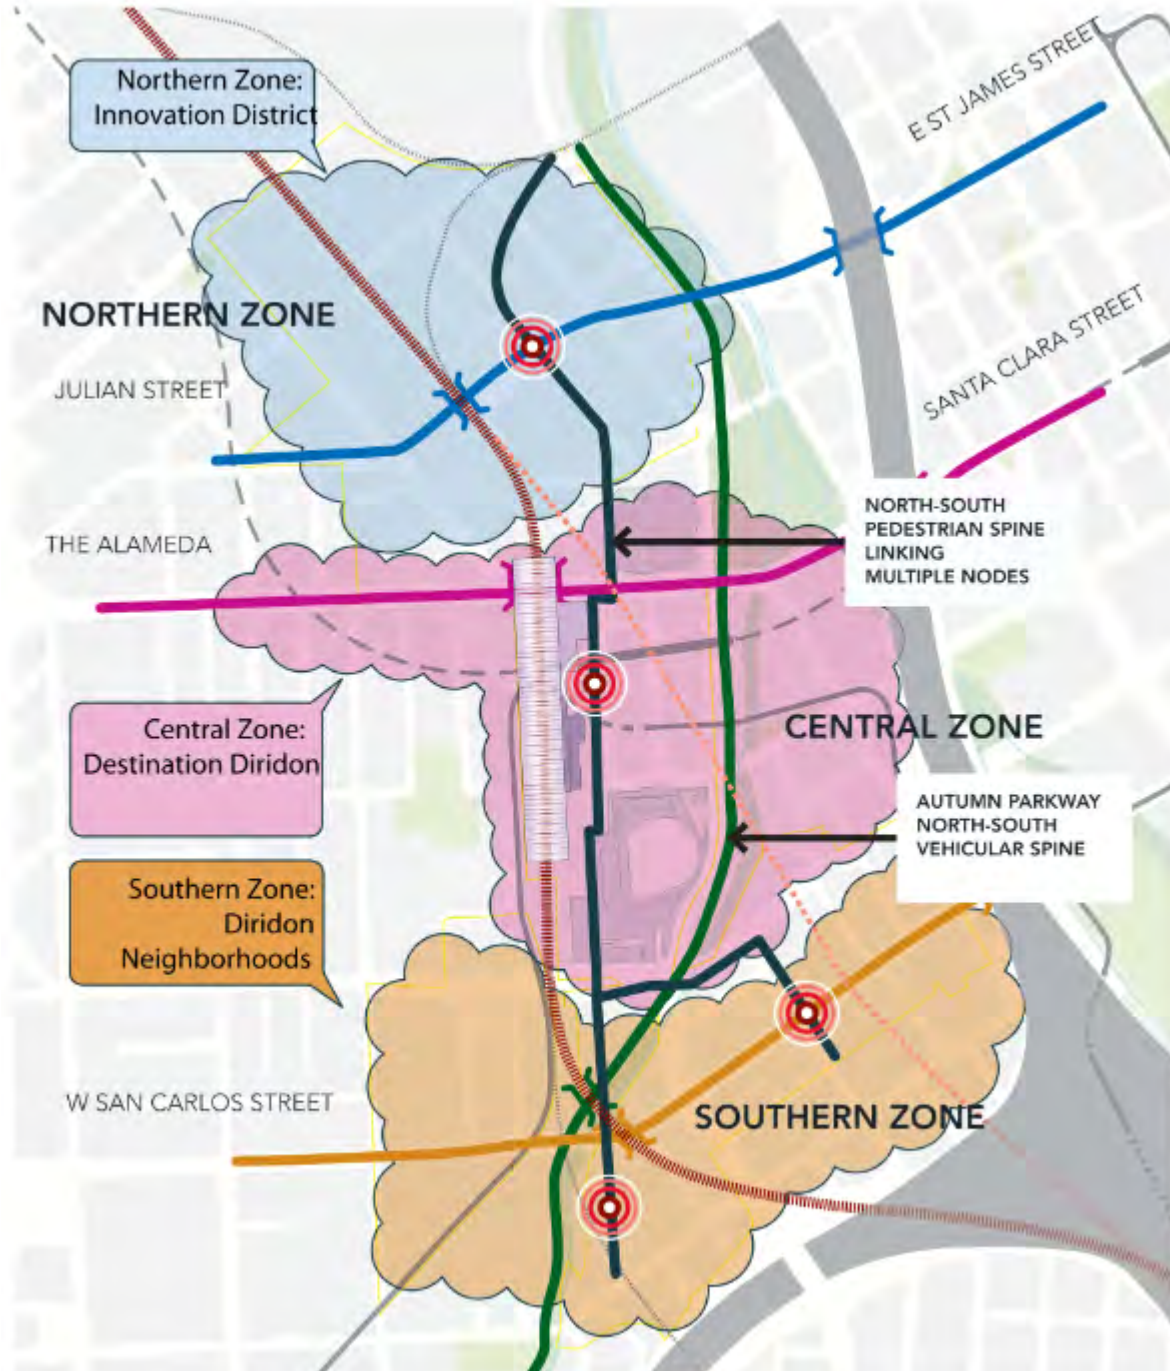 Northern Zone:
Innovation District
E ST JAMES STREET
NORTHERN ZONE
SANTA CLARA STREET
JULIAN STREET
NORTH-SOUTH
PEDESTRIAN SPINE
LINKING
MULTIPLE NODES
THE ALAMEDA
Central Zone:
Destination Diridon
CENTRAL ZONE
AUTUMN PARKWAY
NORTH-SOUTH
VEHICULAR SPINE
Southern Zone:
Diridon
Neighborhoods
W SAN CARLOS STREET
SOUTHERN ZONE